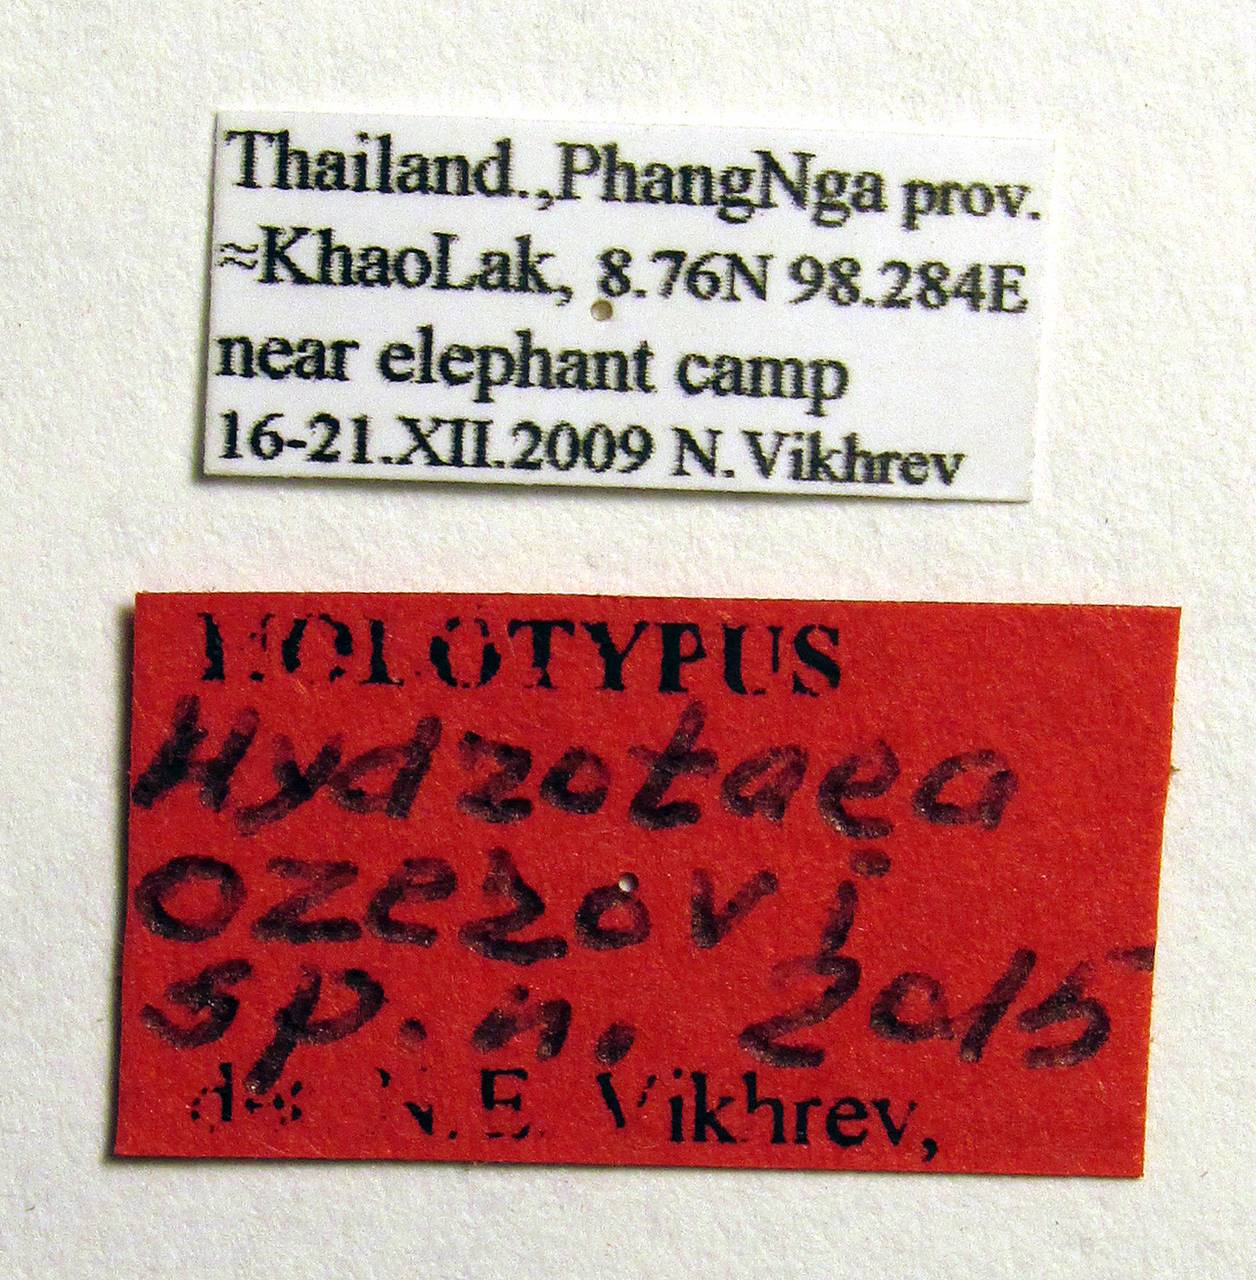 Thailand.,PhangNga prov.
≈KhaoLak, 8.76N 98.284E
near elephant camp
16-21.XII.2009 N. Vikhrev
HOLOTYPUS
Hydrotaea
ozerovi
sp. n. 2015
des N.E. Vikhrev,